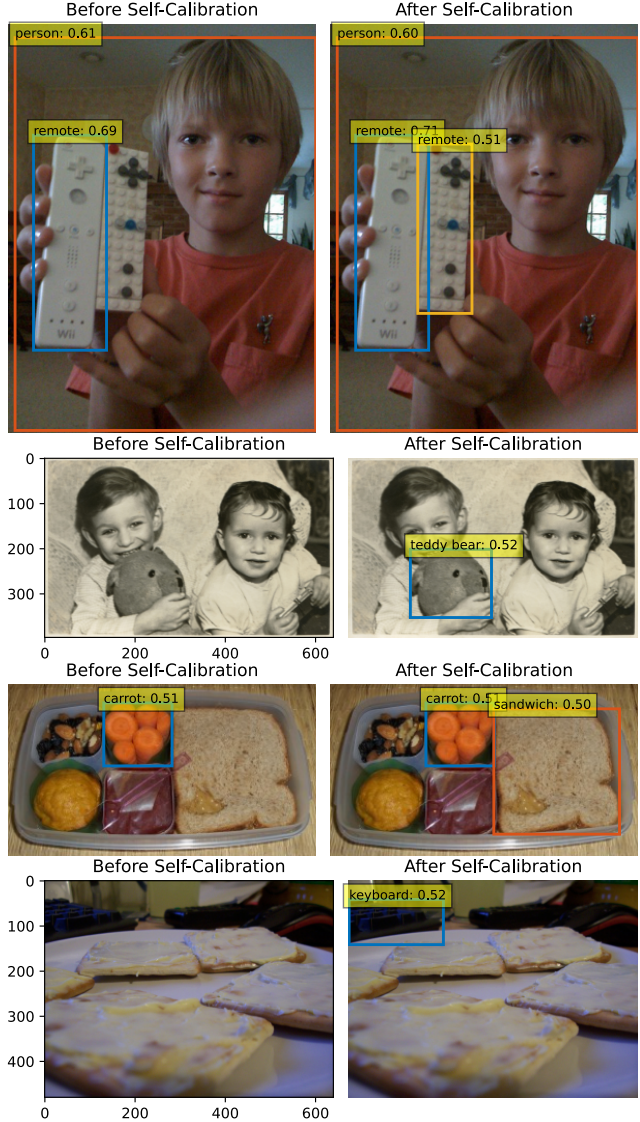 Before Self-Calibration After Self-Calibration
person: 0.61 person: 0.60
remote: 0.69 remote: 0.71
remote: 0.51
Wii Wii
Before Self-Calibration After Self-Calibration
0
100
200
300
teddy bear: 0.52
0 200 400 600
Before Self-Calibration After Self-Calibration
carrot: 0.51 carrot: 0.51
sandwich: 0.50
Before Self-Calibration After Self-Calibration
0
100
200
300
400
keyboard: 0.52
0 200 400 600